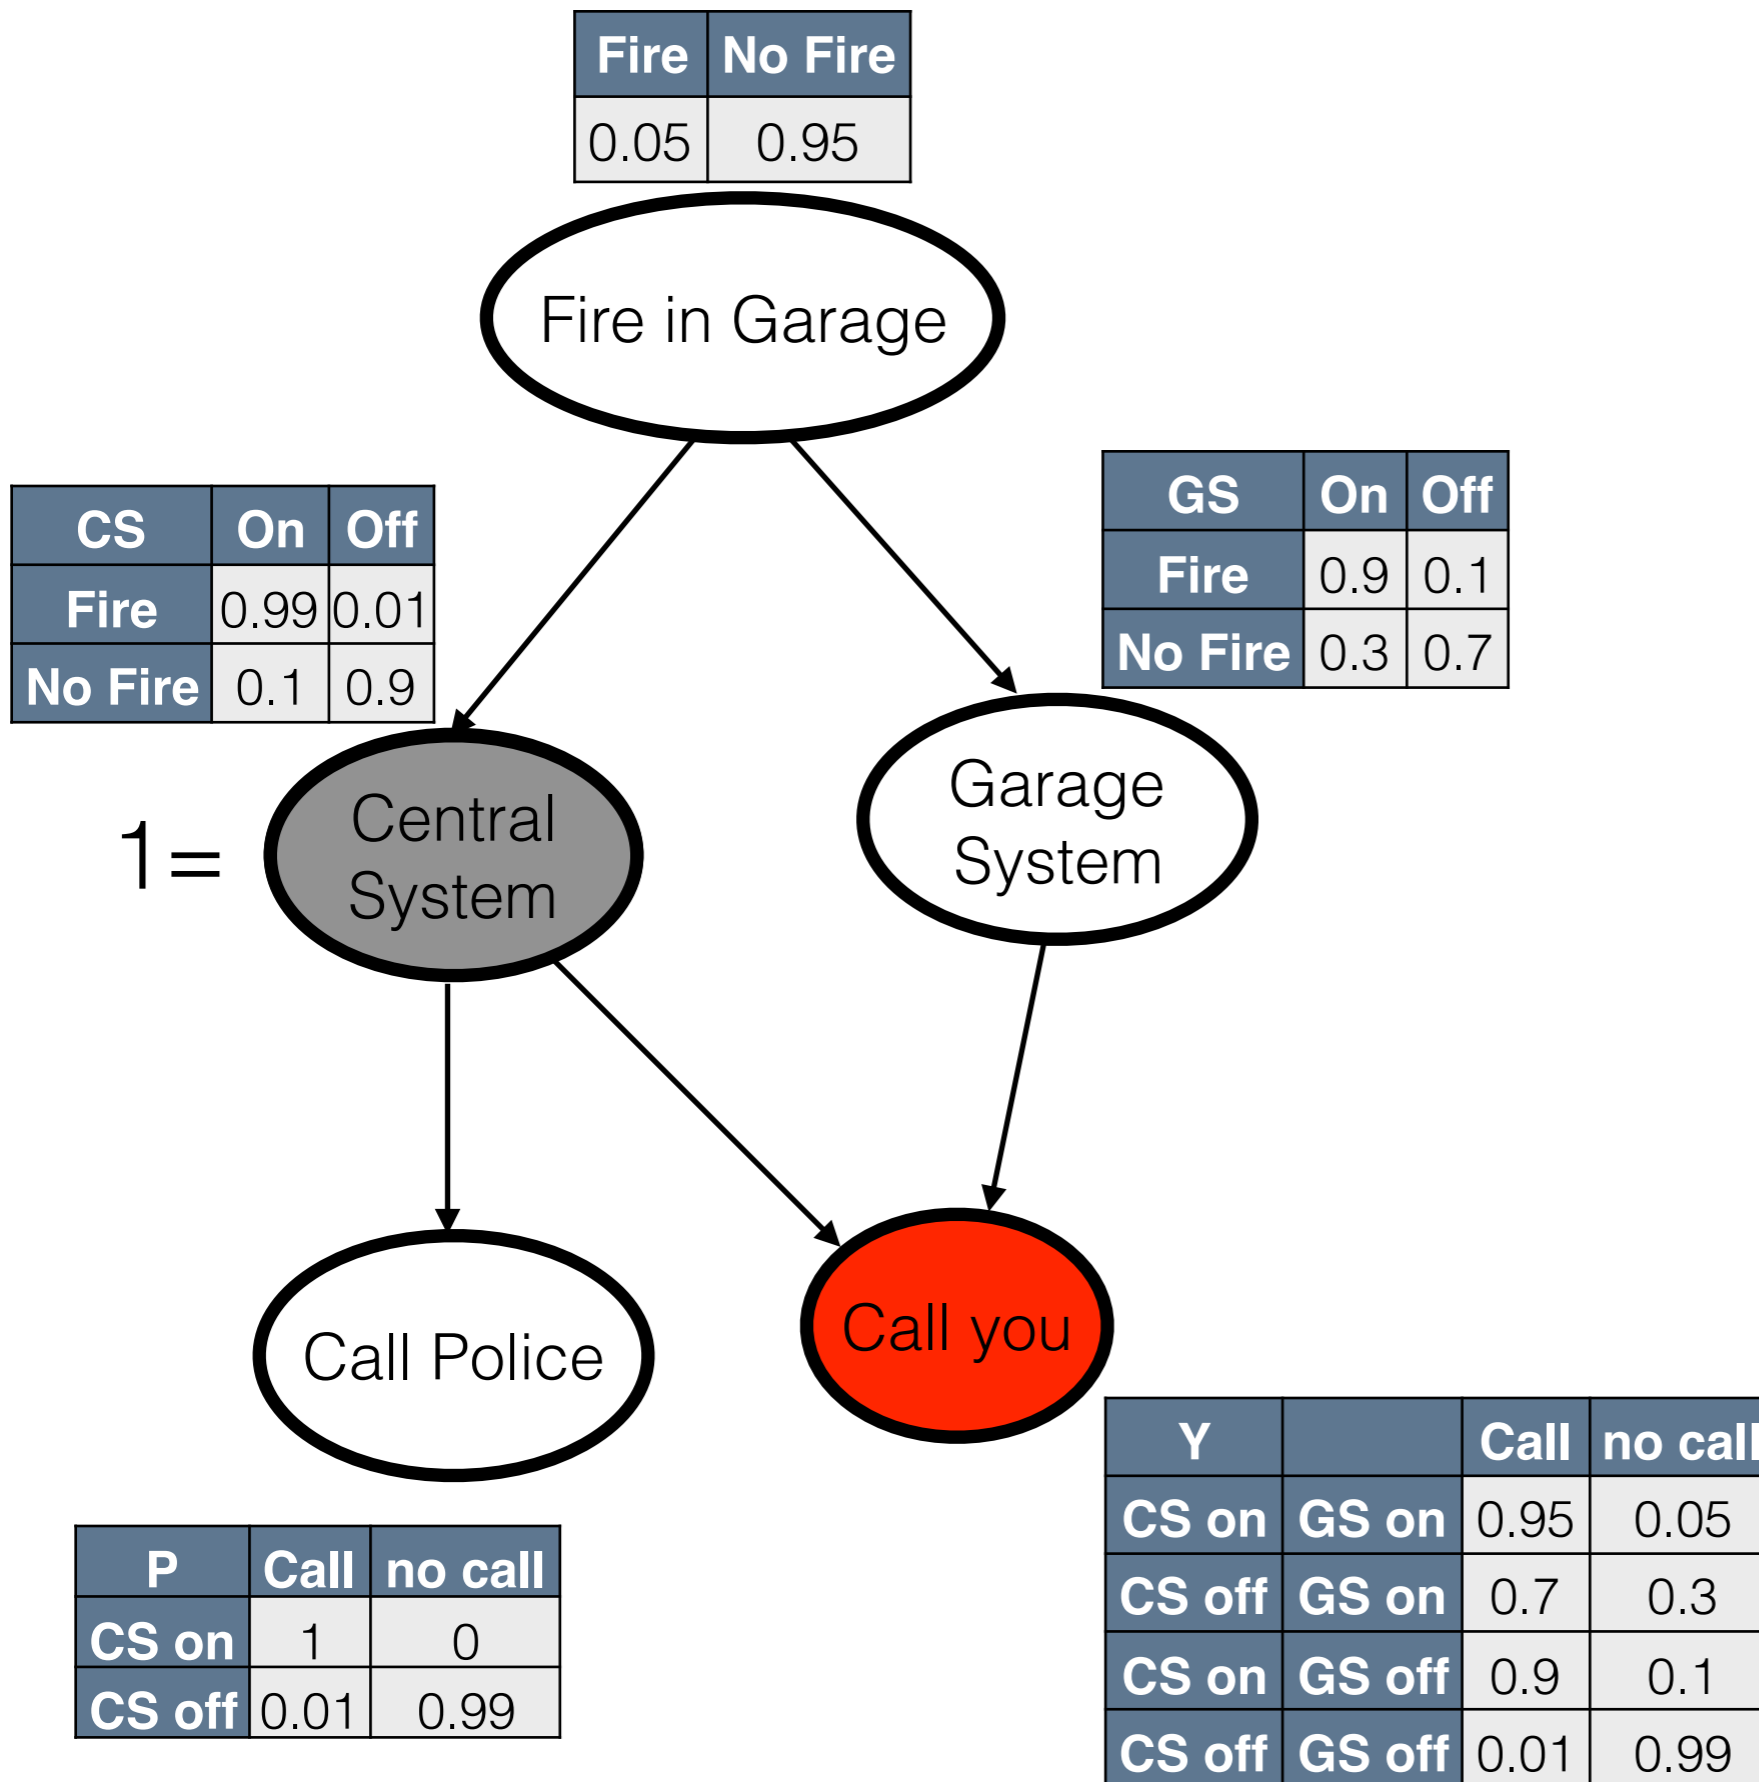 Fire No Fire
0.05 0.95
Fire in Garage
CS On Off
Fire 0.99 0.01
No Fire 0.1 0.9
GS On Off
Fire 0.9 0.1
No Fire 0.3 0.7
1=
Central
System
Garage
System
Call Police
Call you
P Call no call
CS on 1 0
CS off 0.01 0.99
Y Call no call
CS on GS on 0.95 0.05
CS off GS on 0.7 0.3
CS on GS off 0.9 0.1
CS off GS off 0.01 0.99